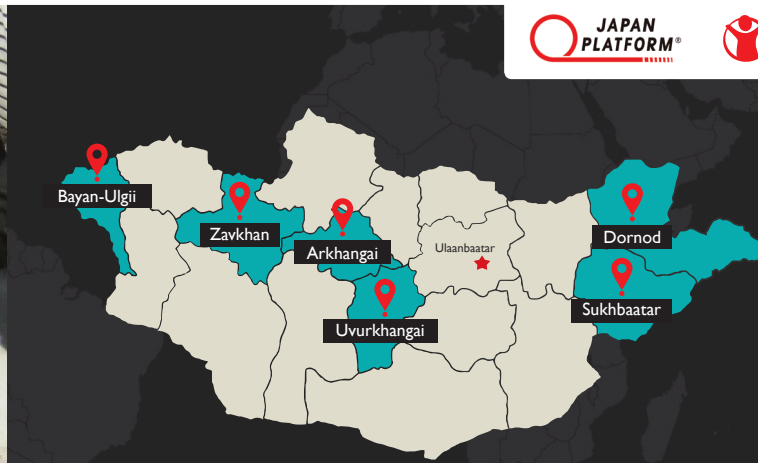 JAPAN
PLATFORM®
Bayan-Ulgii
Zavkhan
Arkhangai
Ulaanbaatar
Dornod
Sukhbaatar
Uvurkhangai